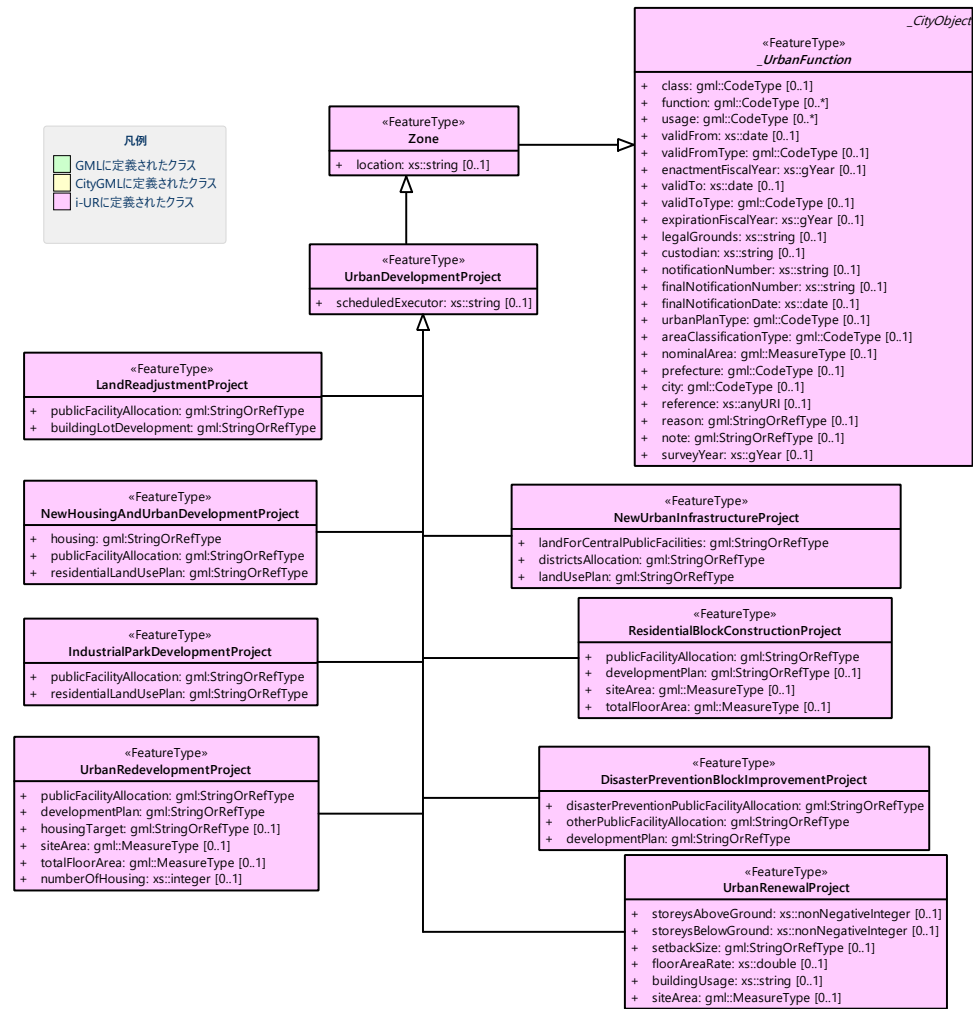 _CityObject
«FeatureType»
_UrbanFunction
+ class: gml::CodeType [0..1]
+ function: gml::CodeType [0..*]
+ usage: gml::CodeType [0..*]
+ validFrom: xs::date [0..1]
+ validFromType: gml::CodeType [0..1]
+ enactmentFiscalYear: xs::gYear [0..1]
+ validTo: xs::date [0..1]
+ validToType: gml::CodeType [0..1]
+ expirationFiscalYear: xs::gYear [0..1]
+ legalGrounds: xs::string [0..1]
+ custodian: xs::string [0..1]
+ notificationNumber: xs::string [0..1]
+ finalNotificationNumber: xs::string [0..1]
+ finalNotificationDate: xs::date [0..1]
+ urbanPlanType: gml::CodeType [0..1]
+ areaClassificationType: gml::CodeType [0..1]
+ nominalArea: gml::MeasureType [0..1]
+ prefecture: gml::CodeType [0..1]
+ city: gml::CodeType [0..1]
+ reference: xs::anyURI [0..1]
+ reason: gml:StringOrRefType [0..1]
+ note: gml:StringOrRefType [0..1]
+ surveyYear: xs::gYear [0..1]
«FeatureType»
Zone
+ location: xs::string [0..1]
凡例
GMLに定義されたクラス
CityGMLに定義されたクラス
i-URに定義されたクラス
«FeatureType»
UrbanDevelopmentProject
+ scheduledExecutor: xs::string [0..1]
«FeatureType»
LandReadjustmentProject
+ publicFacilityAllocation: gml:StringOrRefType
+ buildingLotDevelopment: gml:StringOrRefType
«FeatureType»
NewHousingAndUrbanDevelopmentProject
+ housing: gml:StringOrRefType
+ publicFacilityAllocation: gml:StringOrRefType
+ residentialLandUsePlan: gml:StringOrRefType
«FeatureType»
NewUrbanInfrastructureProject
+ landForCentralPublicFacilities: gml:StringOrRefType
+ districtsAllocation: gml:StringOrRefType
+ landUsePlan: gml:StringOrRefType
«FeatureType»
IndustrialParkDevelopmentProject
+ publicFacilityAllocation: gml:StringOrRefType
+ residentialLandUsePlan: gml:StringOrRefType
«FeatureType»
ResidentialBlockConstructionProject
+ publicFacilityAllocation: gml:StringOrRefType
+ developmentPlan: gml:StringOrRefType [0..1]
+ siteArea: gml::MeasureType [0..1]
+ totalFloorArea: gml::MeasureType [0..1]
«FeatureType»
UrbanRedevelopmentProject
+ publicFacilityAllocation: gml:StringOrRefType
+ developmentPlan: gml:StringOrRefType
+ housingTarget: gml:StringOrRefType [0..1]
+ siteArea: gml::MeasureType [0..1]
+ totalFloorArea: gml::MeasureType [0..1]
+ numberOfHousing: xs::integer [0..1]
«FeatureType»
DisasterPreventionBlockImprovementProject
+ disasterPreventionPublicFacilityAllocation: gml:StringOrRefType
+ otherPublicFacilityAllocation: gml:StringOrRefType
+ developmentPlan: gml:StringOrRefType
«FeatureType»
UrbanRenewalProject
+ storeysAboveGround: xs::nonNegativeInteger [0..1]
+ storeysBelowGround: xs::nonNegativeInteger [0..1]
+ setbackSize: gml:StringOrRefType [0..1]
+ floorAreaRate: xs::double [0..1]
+ buildingUsage: xs::string [0..1]
+ siteArea: gml::MeasureType [0..1]